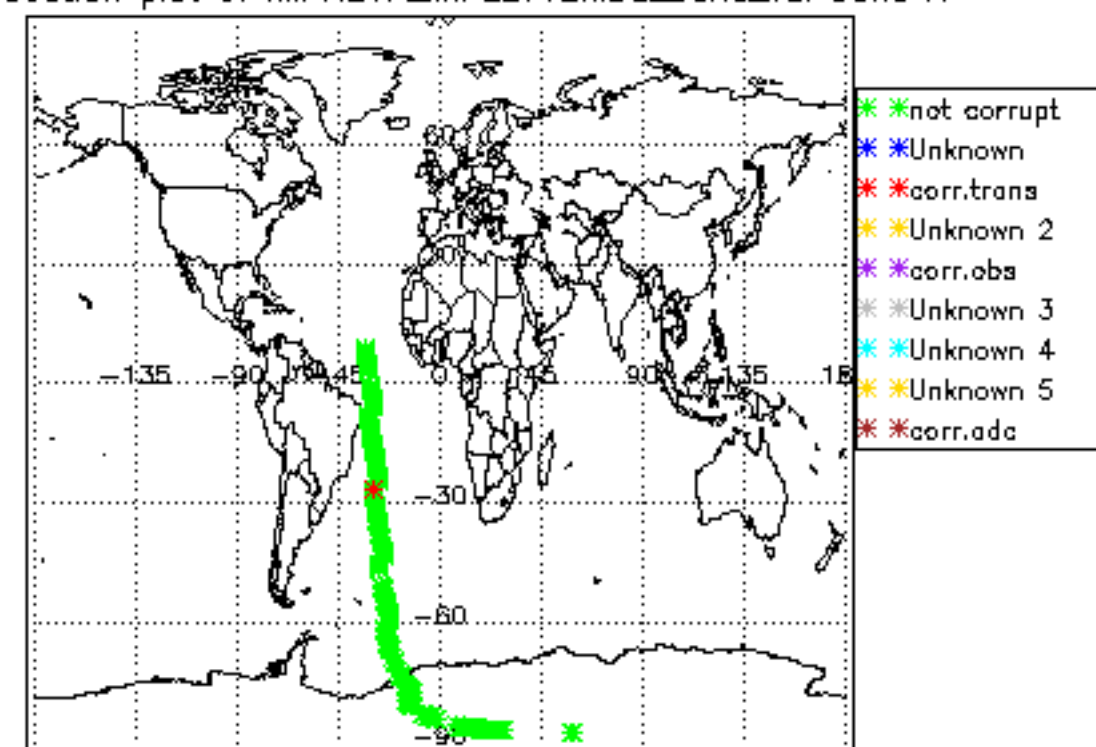 60
-135
-90
-45
0
45
90
135
-30
-60
-90
not corrupt
Unknown
corr.trans
Unknown 2
corr.obs
Unknown 3
Unknown 4
Unknown 5
corr.adc